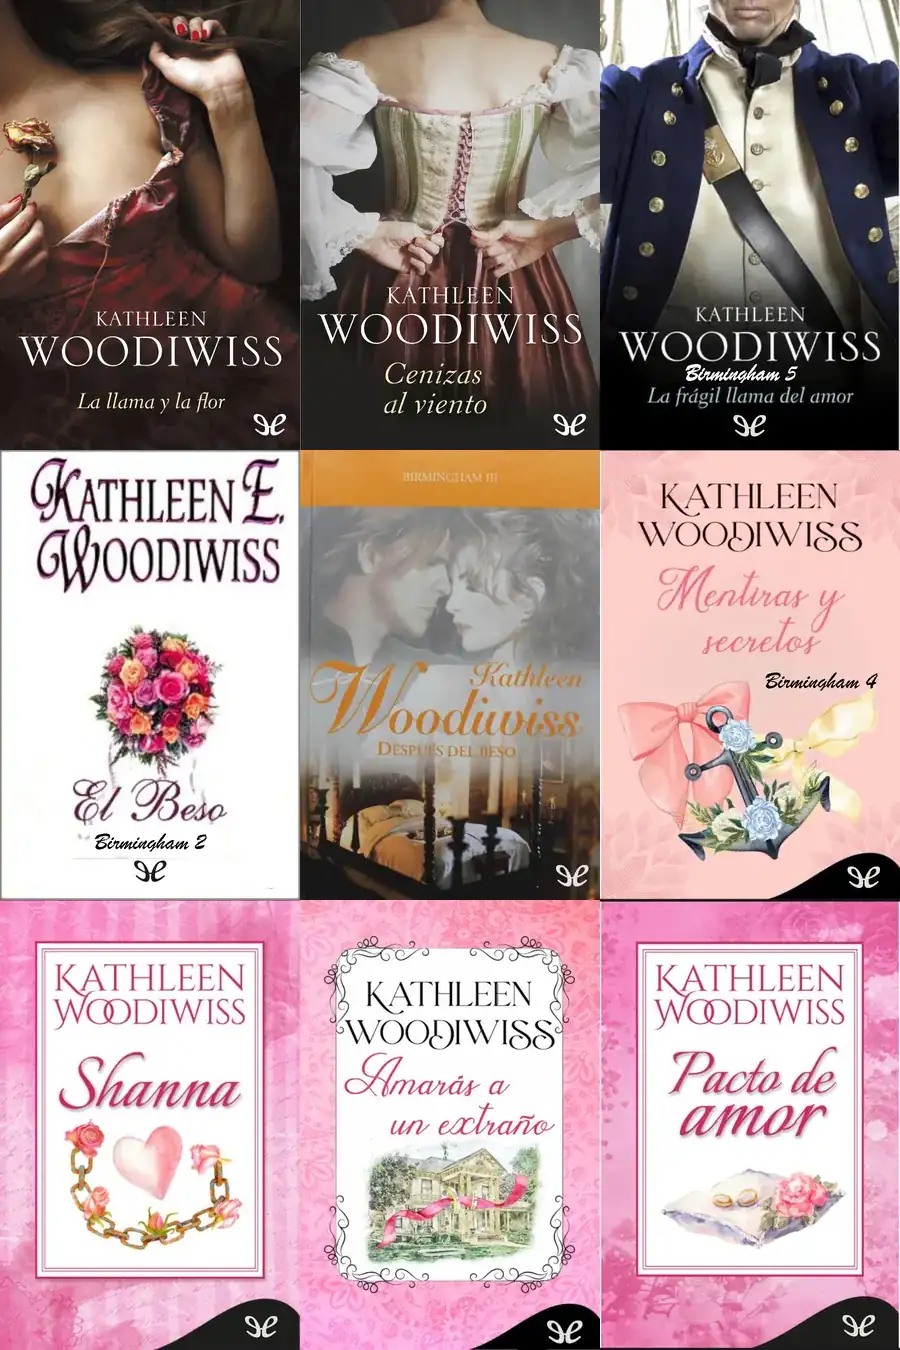 KATHLEEN
WOODIWISS
La llama y la flor
KATHLEEN
WOODIWISS
Cenizas
al viento
KATHLEEN
WOODIWISS
Birmingham 5
La frágil llama del amor
KATHLEEN E.
WOODIWISS
El Beso
Birmingham 2
BIRMINGHAM III
Kathleen
Woodiwiss
DESPUÉS DEL BESO
KATHLEEN
WOODIWISS
Mentiras y
secretos
Birmingham 4
KATHLEEN
WOODIWISS
Shanna
KATHLEEN
WOODIWISS
Amarás a
un extraño
KATHLEEN
WOODIWISS
Pacto de
amor